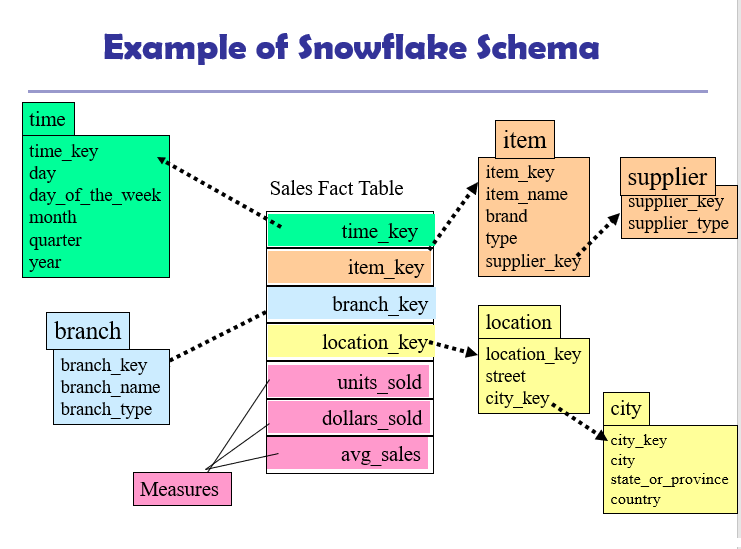 Example of Snowflake Schema
time
time_key
day
day_of_the_week
month
quarter
year
Sales Fact Table
time_key
item_key
branch_key
location_key
units_sold
dollars_sold
avg_sales
item
item_key
item_name
brand
type
supplier_key
supplier
supplier_key
supplier_type
branch
branch_key
branch_name
branch_type
location
location_key
street
city_key
city
city_key
city
state_or_province
country
Measures